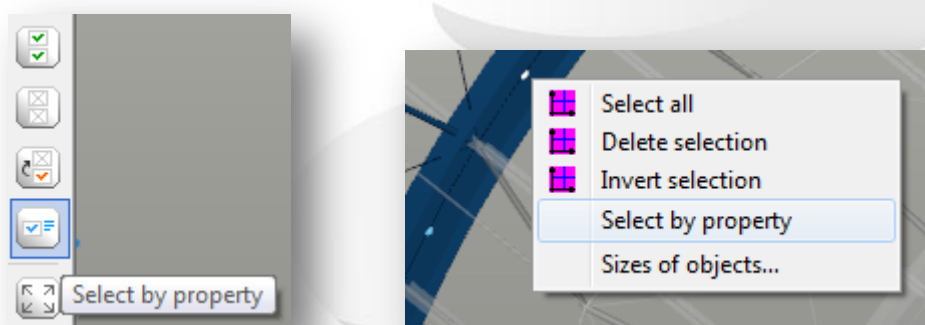 Select by property
Select all
Delete selection
Invert selection
Select by property
Sizes of objects...